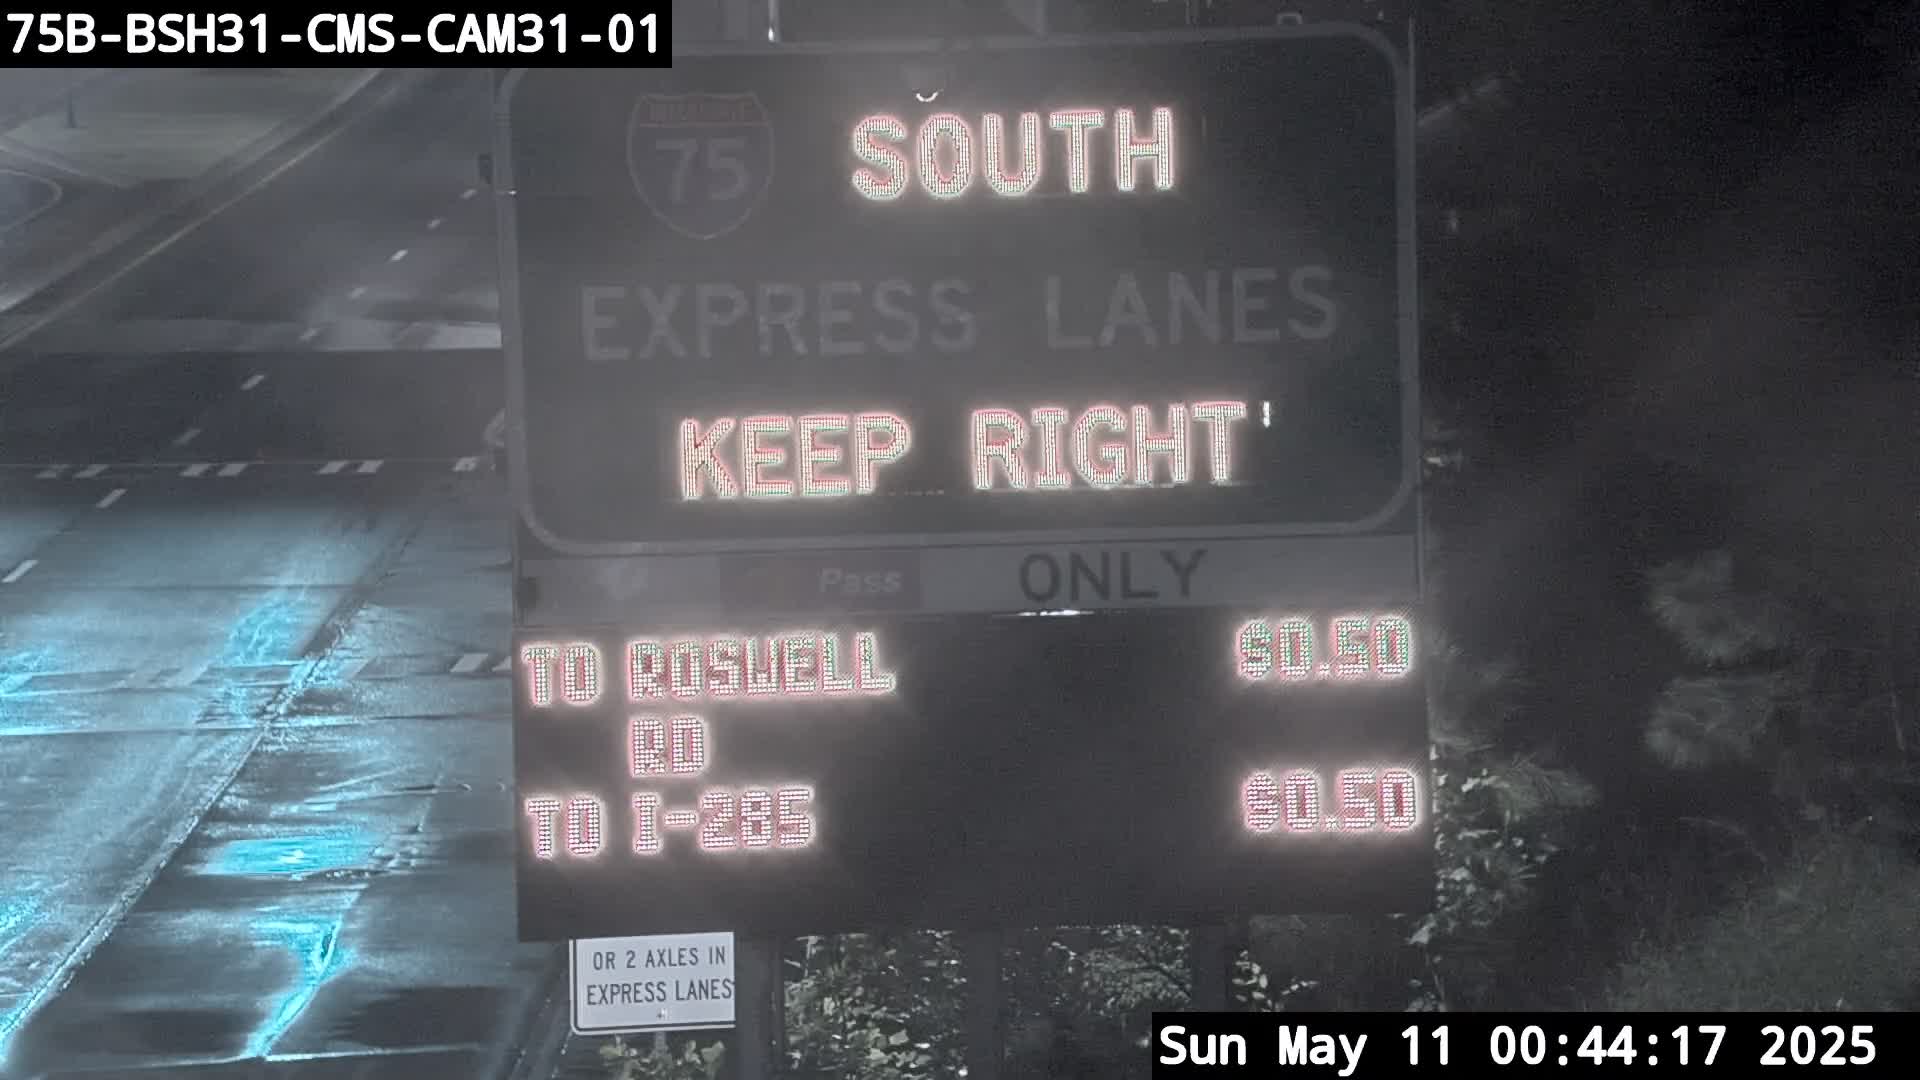 75B-BSH31-CMS-CAM31-01
INTERSTATE
75
SOUTH
EXPRESS LANES
KEEP RIGHT
Pass ONLY
TO ROSWELL $0.50
RD
TO I-285 $0.50
OR 2 AXLES IN
EXPRESS LANES
Sun May 11 00:44:17 2025